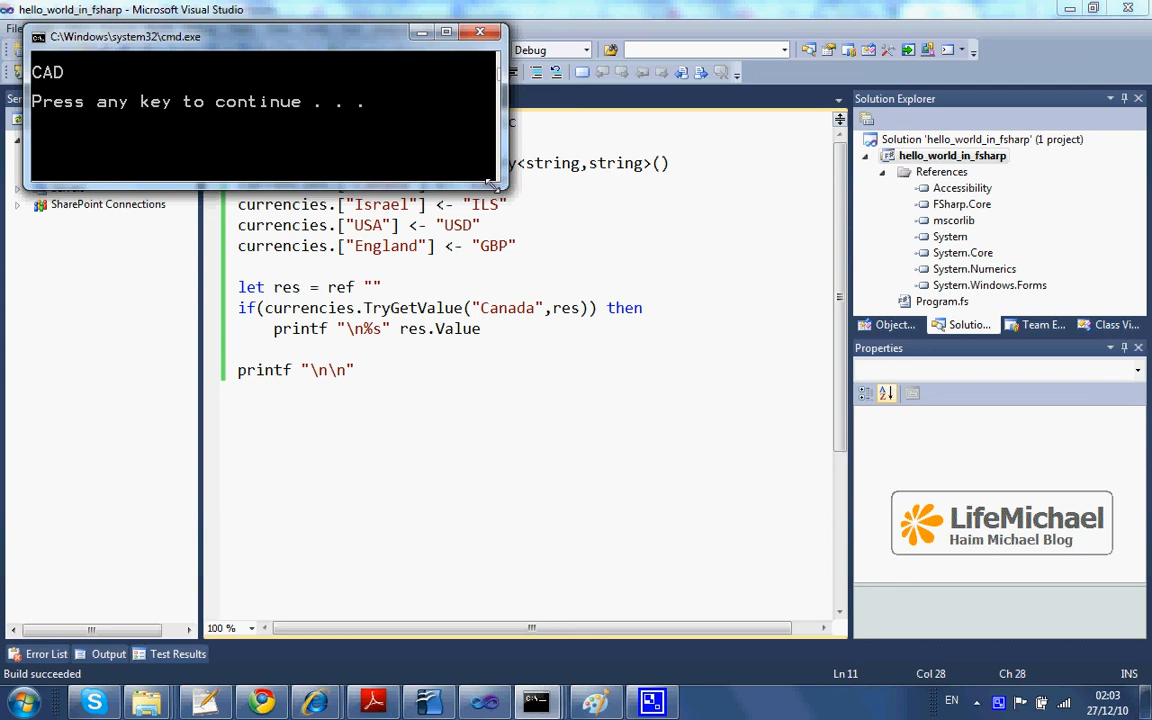 hello_world_in_fsharp - Microsoft Visual Studio
C:\Windows\system32\cmd.exe
CAD
Press any key to continue . . .
Debug
Solution Explorer
Solution 'hello_world_in_fsharp' (1 project)
hello_world_in_fsharp
References
Accessibility
FSharp.Core
mscorlib
System
System.Core
System.Numerics
System.Windows.Forms
Program.fs
Object...
Solutio...
Team E...
Class Vi...
Properties
SharePoint Connections
<string,string>()
currencies.["Israel"] <- "ILS"
currencies.["USA"] <- "USD"
currencies.["England"] <- "GBP"
let res = ref ""
if(currencies.TryGetValue("Canada",res)) then
printf "\n%s" res.Value
printf "\n\n"
LifeMichael
Haim Michael Blog
100 %
Error List
Output
Test Results
Build succeeded
Ln 11
Col 28
Ch 28
INS
EN
02:03
27/12/10